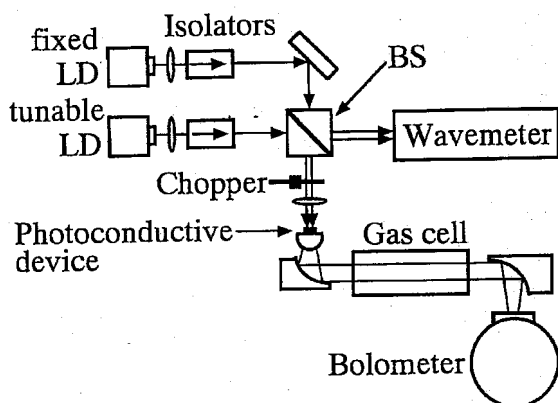 Isolators
fixed
LD
BS
tunable
LD
Wavemeter
Chopper
Photoconductive
device
Gas cell
Bolometer